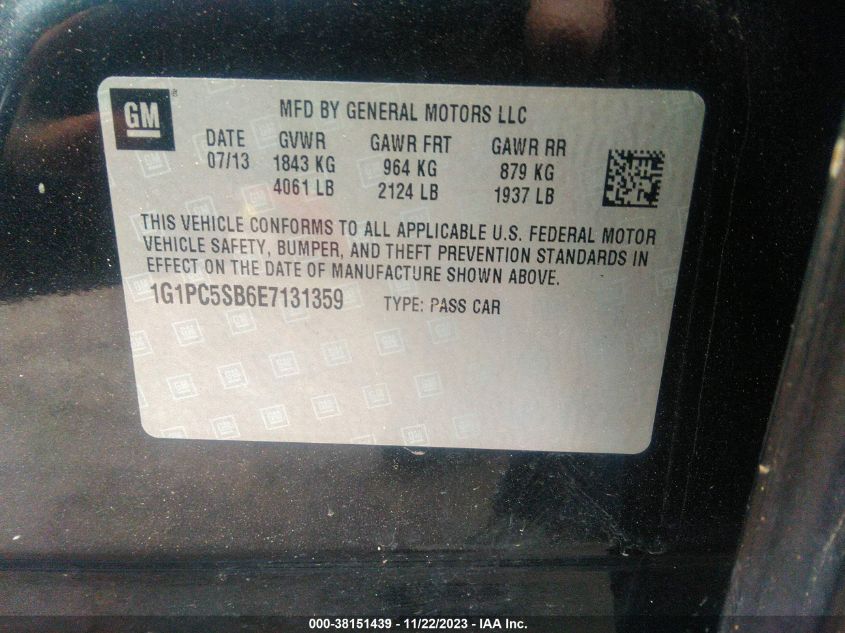 GM ®
MFD BY GENERAL MOTORS LLC
DATE GVWR GAWR FRT GAWR RR
07/13 1843 KG 964 KG 879 KG
4061 LB 2124 LB 1937 LB
THIS VEHICLE CONFORMS TO ALL APPLICABLE U.S. FEDERAL MOTOR
VEHICLE SAFETY, BUMPER, AND THEFT PREVENTION STANDARDS IN
EFFECT ON THE DATE OF MANUFACTURE SHOWN ABOVE.
1G1PC5SB6E7131359 TYPE: PASS CAR
000-38151439 - 11/22/2023 - IAA Inc.